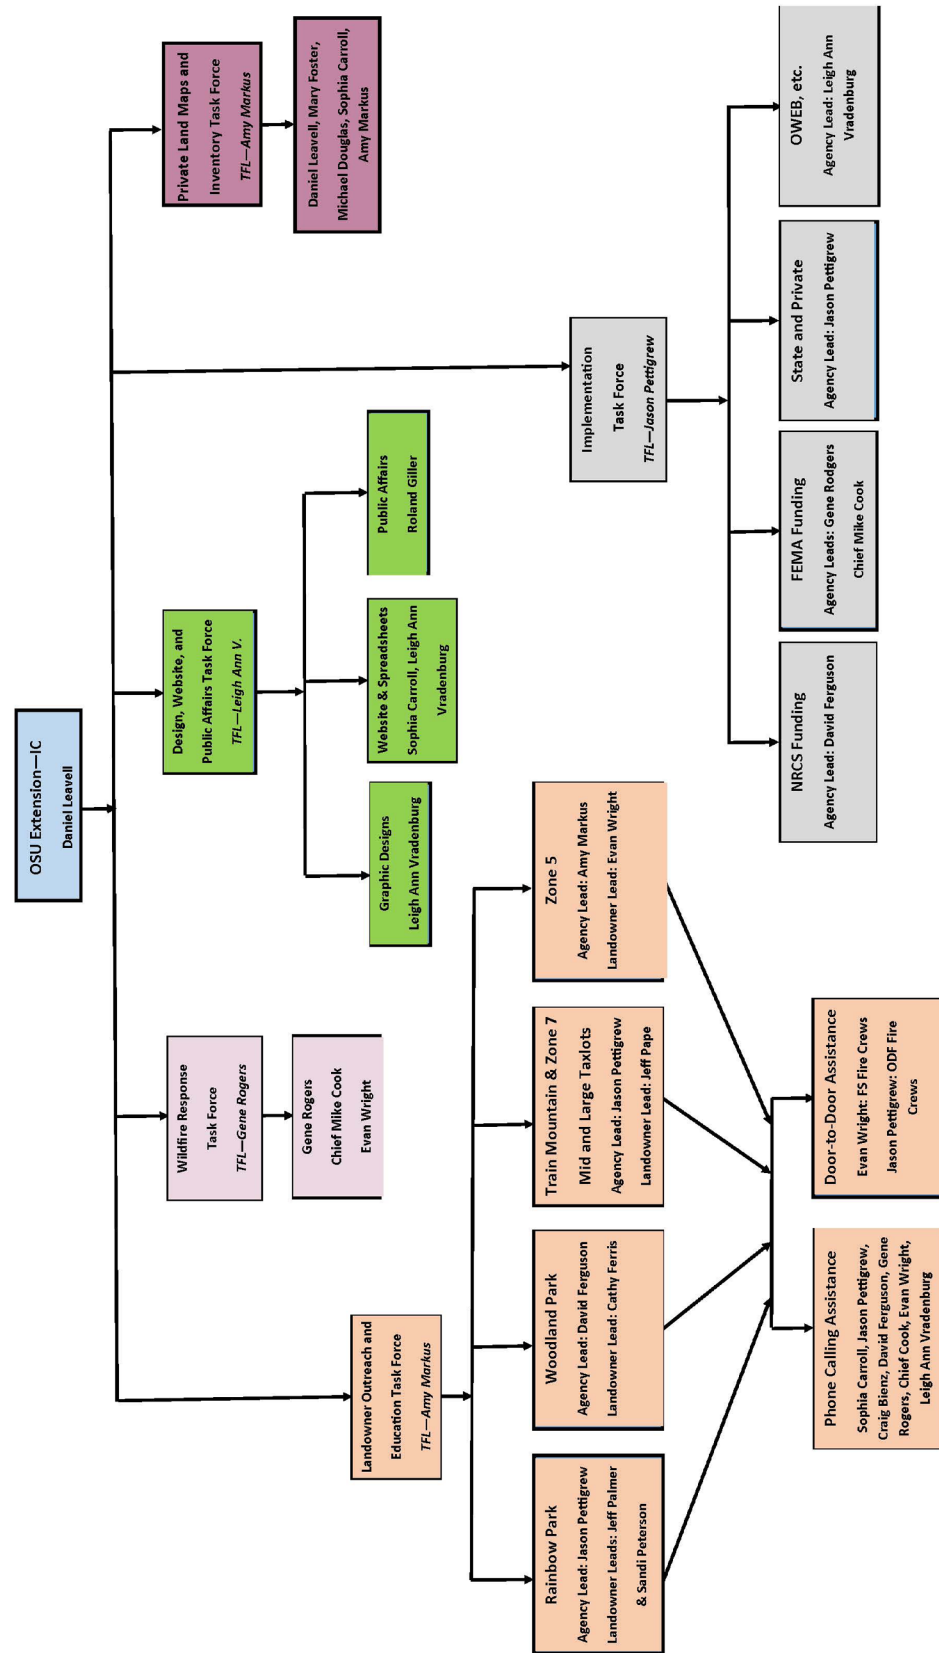 OSU Extension—IC
Daniel Leavell
Landowner Outreach and
Education Task Force
TFL—Amy Markus
Wildfire Response
Task Force
TFL—Gene Rogers
Design, Website, and
Public Affairs Task Force
TFL—Leigh Ann V.
Private Land Maps and
Inventory Task Force
TFL—Amy Markus
Gene Rogers
Chief Mike Cook
Evan Wright
Daniel Leavell, Mary Foster,
Michael Douglas, Sophia Carroll,
Amy Markus
Graphic Designs
Leigh Ann Vradenburg
Website & Spreadsheets
Sophia Carroll, Leigh Ann
Vradenburg
Public Affairs
Roland Giller
Rainbow Park
Agency Lead: Jason Pettigrew
Landowner Leads: Jeff Palmer
& Sandi Peterson
Woodland Park
Agency Lead: David Ferguson
Landowner Lead: Cathy Ferris
Train Mountain & Zone 7
Mid and Large Taxlots
Agency Lead: Jason Pettigrew
Landowner Lead: Jeff Pape
Zone 5
Agency Lead: Amy Markus
Landowner Lead: Evan Wright
Implementation
Task Force
TFL—Jason Pettigrew
NRCS Funding
Agency Lead: David Ferguson
FEMA Funding
Agency Leads: Gene Rodgers
Chief Mike Cook
State and Private
Agency Lead: Jason Pettigrew
OWEB, etc.
Agency Lead: Leigh Ann
Vradenburg
Phone Calling Assistance
Sophia Carroll, Jason Pettigrew,
Craig Bienz, David Ferguson, Gene
Rogers, Chief Cook, Evan Wright,
Leigh Ann Vradenburg
Door-to-Door Assistance
Evan Wright: FS Fire Crews
Jason Pettigrew: ODF Fire
Crews